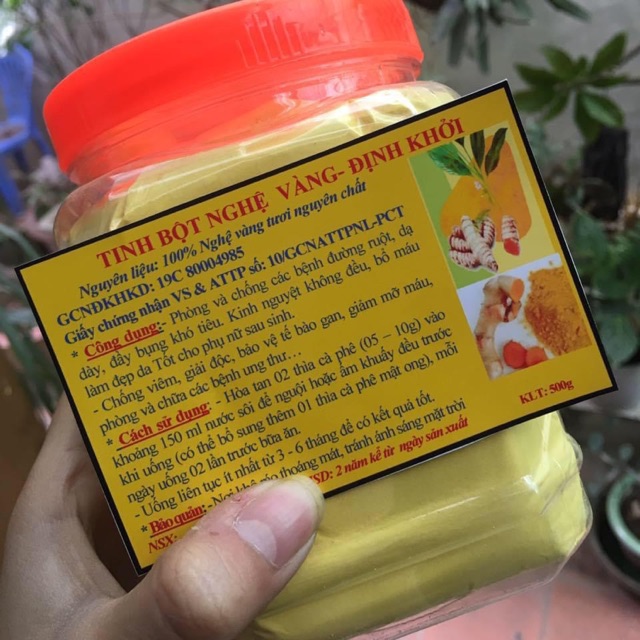 TINH BỘT NGHỆ VÀNG- ĐỊNH KHỞI
Nguyên liệu: 100% Nghệ vàng tươi nguyên chất
GCNĐKHKD: 19C 80004985
Giấy chứng nhận VS & ATTP số: 10/GCNATTPNL-PCT
* Công dụng:- Phòng và chống các bệnh đường ruột, dạ
dày, đầy bụng khó tiêu. Kinh nguyệt không đều, bổ máu
làm đẹp da Tốt cho phụ nữ sau sinh.
- Chống viêm, giải độc, bảo vệ tế bào gan, giảm mỡ máu,
phòng và chữa các bệnh ung thư...
* Cách sử dụng:- Hòa tan 02 thìa cà phê (05 – 10g) vào
khoảng 150 ml nước sói để nguội hoặc ấm khuấy đều trước
khi uống (có thể bổ sung thêm 01 thìa cà phê mật ong), mỗi
ngày uống 02 lần trước bữa ăn.
- Uống liên tục ít nhất từ 3 - 6 tháng để có kết quả tốt.
* Bảo quản: - Nơi khô ráo thoáng mát, tránh ánh sáng mặt trời
NSX: HSD: 2 năm kể từ ngày sản xuất
KLT: 500g